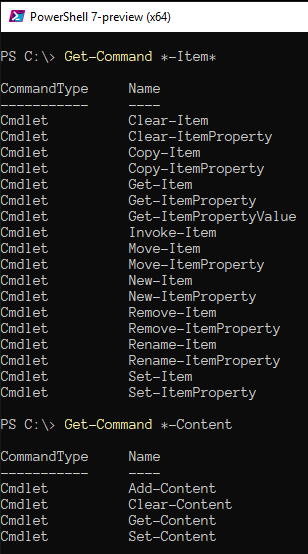 PowerShell 7-preview (x64)
PS C:\> Get-Command *-Item*
CommandType     Name
-----------     ----
Cmdlet          Clear-Item
Cmdlet          Clear-ItemProperty
Cmdlet          Copy-Item
Cmdlet          Copy-ItemProperty
Cmdlet          Get-Item
Cmdlet          Get-ItemProperty
Cmdlet          Get-ItemPropertyValue
Cmdlet          Invoke-Item
Cmdlet          Move-Item
Cmdlet          Move-ItemProperty
Cmdlet          New-Item
Cmdlet          New-ItemProperty
Cmdlet          Remove-Item
Cmdlet          Remove-ItemProperty
Cmdlet          Rename-Item
Cmdlet          Rename-ItemProperty
Cmdlet          Set-Item
Cmdlet          Set-ItemProperty
PS C:\> Get-Command *-Content
CommandType     Name
-----------     ----
Cmdlet          Add-Content
Cmdlet          Clear-Content
Cmdlet          Get-Content
Cmdlet          Set-Content